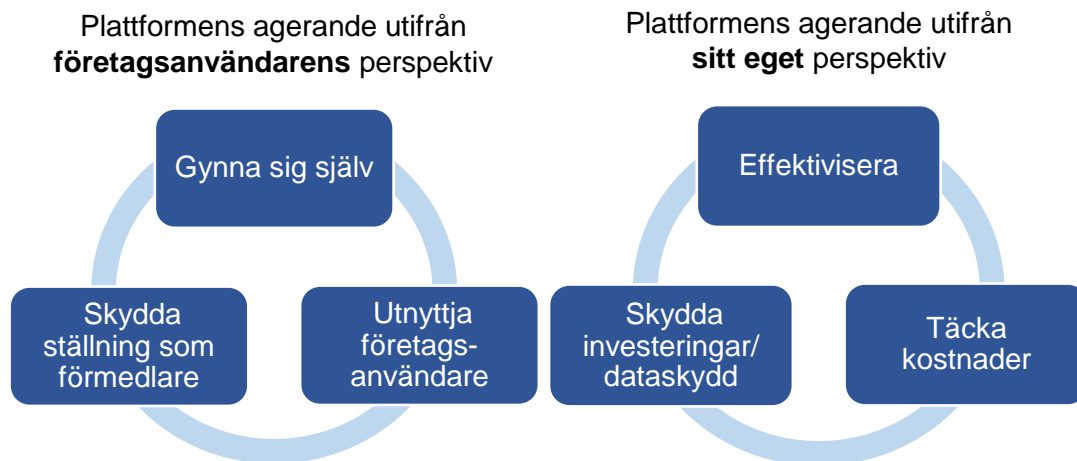 Plattformens agerande utifrån
företagsanvändarens perspektiv
Gynna sig själv
Skydda
ställning som
förmedlare
Utnyttja
företags-
användare
Plattformens agerande utifrån
sitt eget perspektiv
Effektivisera
Skydda
investeringar/
dataskydd
Täcka
kostnader